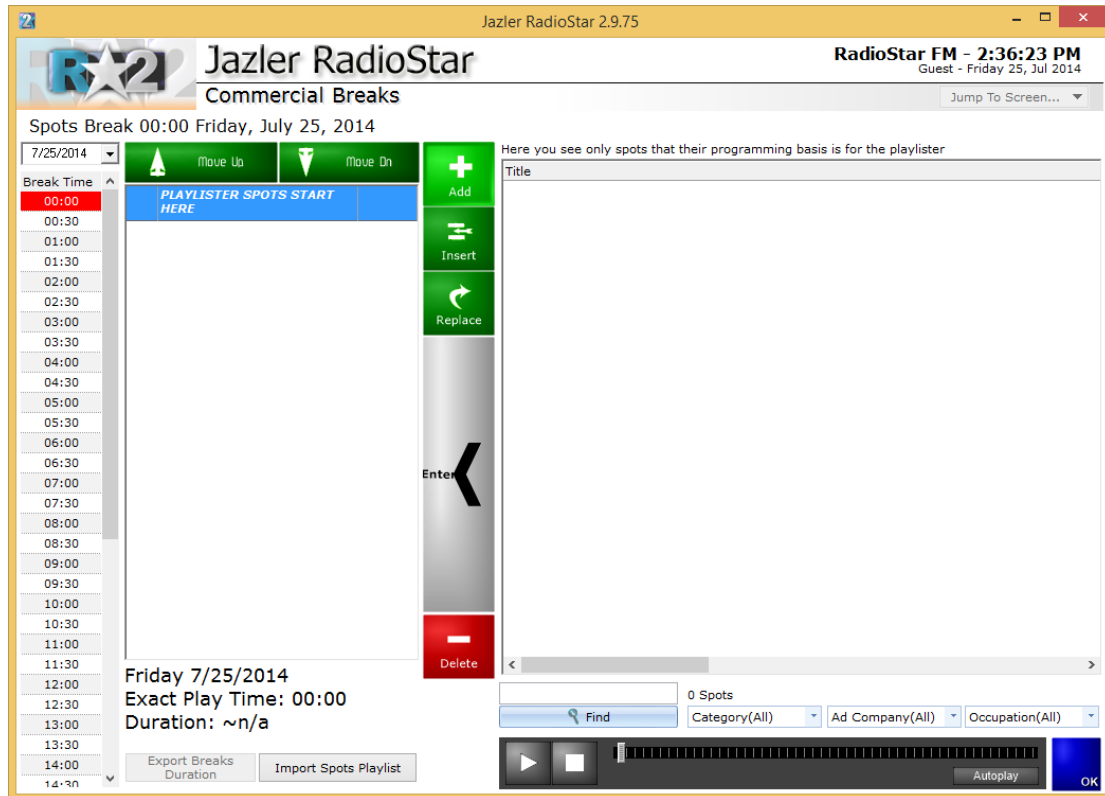 Jazler RadioStar 2.9.75
R 2
Jazler RadioStar
RadioStar FM - 2:36:23 PM
Guest - Friday 25, Jul 2014
Commercial Breaks
Jump To Screen...
Spots Break 00:00 Friday, July 25, 2014
7/25/2014
Move Up
Move Dn
Here you see only spots that their programming basis is for the playlister
Title
Break Time
00:00
00:30
01:00
01:30
02:00
02:30
03:00
03:30
04:00
04:30
05:00
05:30
06:00
06:30
07:00
07:30
08:00
08:30
09:00
09:30
10:00
10:30
11:00
11:30
12:00
12:30
13:00
13:30
14:00
14:30
PLAYLISTER SPOTS START
HERE
Add
Insert
Replace
Enter
Delete
Friday 7/25/2014
Exact Play Time: 00:00
Duration: ~n/a
Export Breaks
Duration
Import Spots Playlist
0 Spots
Find
Category(All)
Ad Company(All)
Occupation(All)
Autoplay
OK